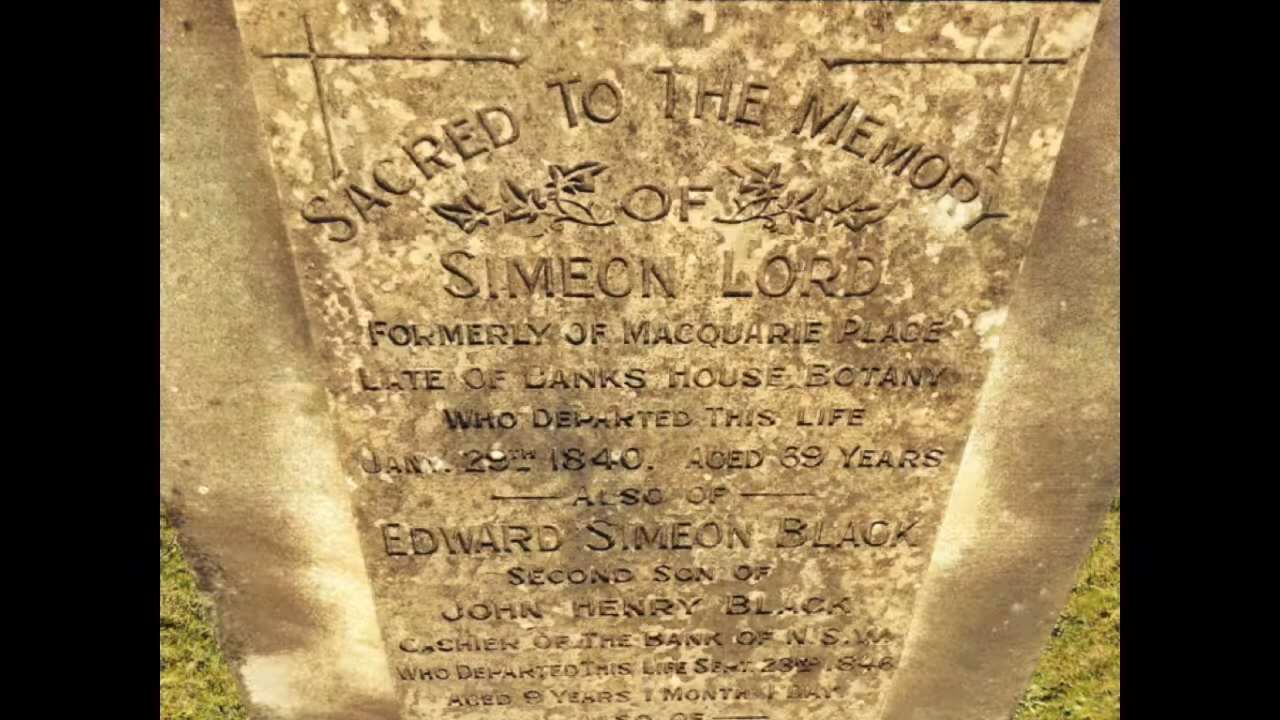 SACRED TO THE MEMORY
OF
SIMEON LORD
FORMERLY OF MACQUARIE PLACE
LATE OF BANKS HOUSE, BOTANY
WHO DEPARTED THIS LIFE
JANY. 29TH 1840. AGED 69 YEARS
ALSO OF
EDWARD SIMEON BLACK
SECOND SON OF
JOHN HENRY BLACK
CASHIER OF THE BANK OF N.S.W.
WHO DEPARTED THIS LIFE SEPT. 28TH 1846
AGED 9 YEARS 1 MONTH 1 DAY
SO OF